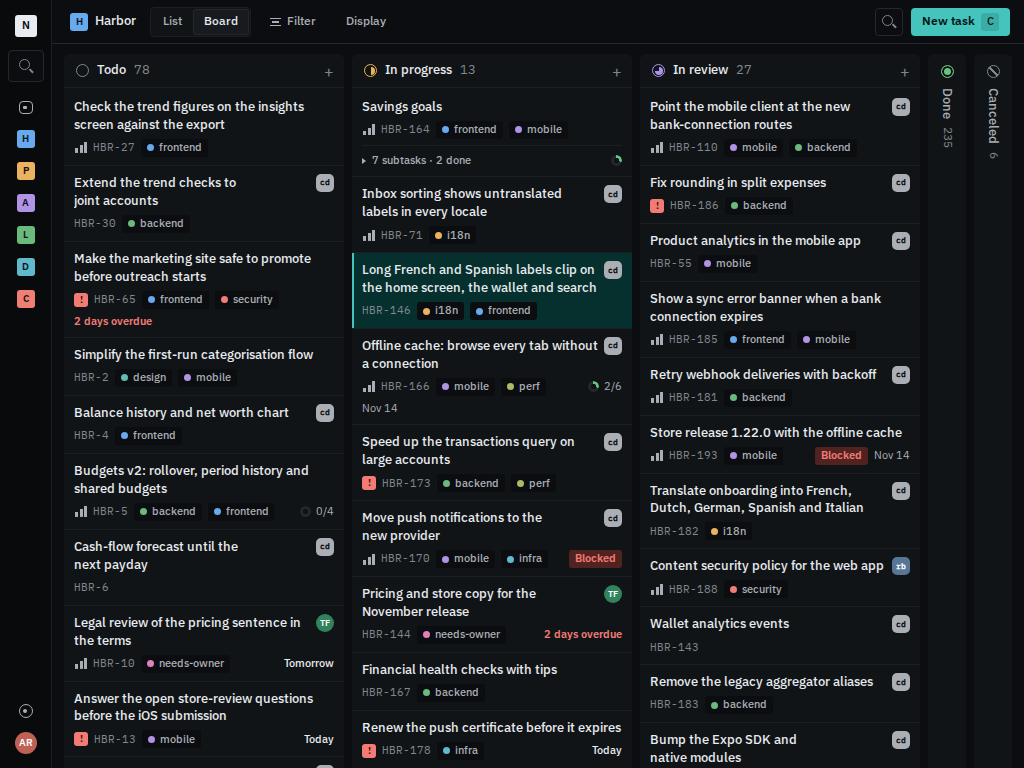 N
H
P
A
L
D
C
AR
H Harbor
List Board
Filter
Display
New task C
Todo 78 +
Check the trend figures on the insights
screen against the export
HBR-27 frontend
Extend the trend checks to
joint accounts
cd
HBR-30 backend
Make the marketing site safe to promote
before outreach starts
! HBR-65 frontend security
2 days overdue
Simplify the first-run categorisation flow
HBR-2 design mobile
Balance history and net worth chart
cd
HBR-4 frontend
Budgets v2: rollover, period history and
shared budgets
HBR-5 backend frontend 0/4
Cash-flow forecast until the
next payday
cd
HBR-6
Legal review of the pricing sentence in
the terms
TF
HBR-10 needs-owner Tomorrow
Answer the open store-review questions
before the iOS submission
! HBR-13 mobile Today
cd
In progress 13 +
Savings goals
HBR-164 frontend mobile
7 subtasks · 2 done
Inbox sorting shows untranslated
labels in every locale
cd
HBR-71 i18n
Long French and Spanish labels clip on
the home screen, the wallet and search
cd
HBR-146 i18n frontend
Offline cache: browse every tab without
a connection
cd
HBR-166 mobile perf 2/6
Nov 14
Speed up the transactions query on
large accounts
cd
! HBR-173 backend perf
Move push notifications to the
new provider
cd
HBR-170 mobile infra Blocked
Pricing and store copy for the
November release
TF
HBR-144 needs-owner 2 days overdue
Financial health checks with tips
HBR-167 backend
Renew the push certificate before it expires
! HBR-178 infra Today
In review 27 +
Point the mobile client at the new
bank-connection routes
cd
HBR-110 mobile backend
Fix rounding in split expenses
cd
! HBR-186 backend
Product analytics in the mobile app
cd
HBR-55 mobile
Show a sync error banner when a bank
connection expires
HBR-185 frontend mobile
Retry webhook deliveries with backoff
cd
HBR-181 backend
Store release 1.22.0 with the offline cache
HBR-193 mobile Blocked Nov 14
Translate onboarding into French,
Dutch, German, Spanish and Italian
cd
HBR-182 i18n
Content security policy for the web app
rb
HBR-188 security
Wallet analytics events
cd
HBR-143
Remove the legacy aggregator aliases
cd
HBR-183 backend
Bump the Expo SDK and
native modules
cd
Done 235
Canceled 6